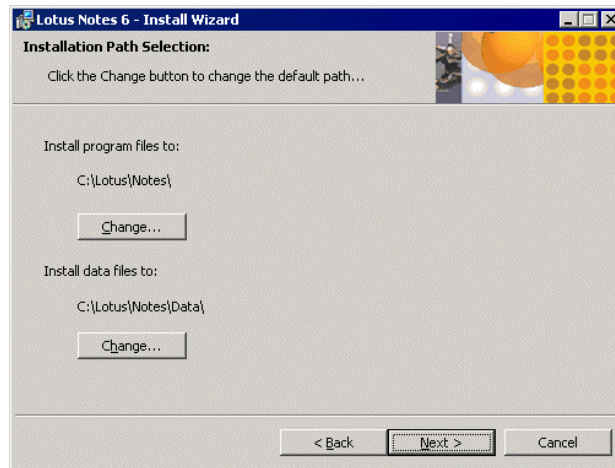 Lotus Notes 6 - Install Wizard
Installation Path Selection:
Click the Change button to change the default path...
Install program files to:
C:\Lotus\Notes\
Change...
Install data files to:
C:\Lotus\Notes\Data\
Change...
< Back Next > Cancel